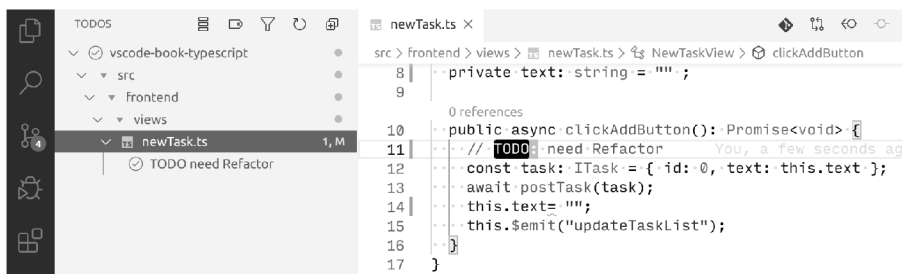 TODOS
vscode-book-typescript
src
frontend
views
newTask.ts 1, M
TODO need Refactor
4
newTask.ts
src > frontend > views > newTask.ts > NewTaskView > clickAddButton
8 private text: string = "" ;
9
0 references
10 public async clickAddButton(): Promise<void> {
11 // TODO: need Refactor You, a few seconds ag
12 const task: ITask = { id: 0, text: this.text };
13 await postTask(task);
14 this.text= "";
15 this.$emit("updateTaskList");
16 }
17 }